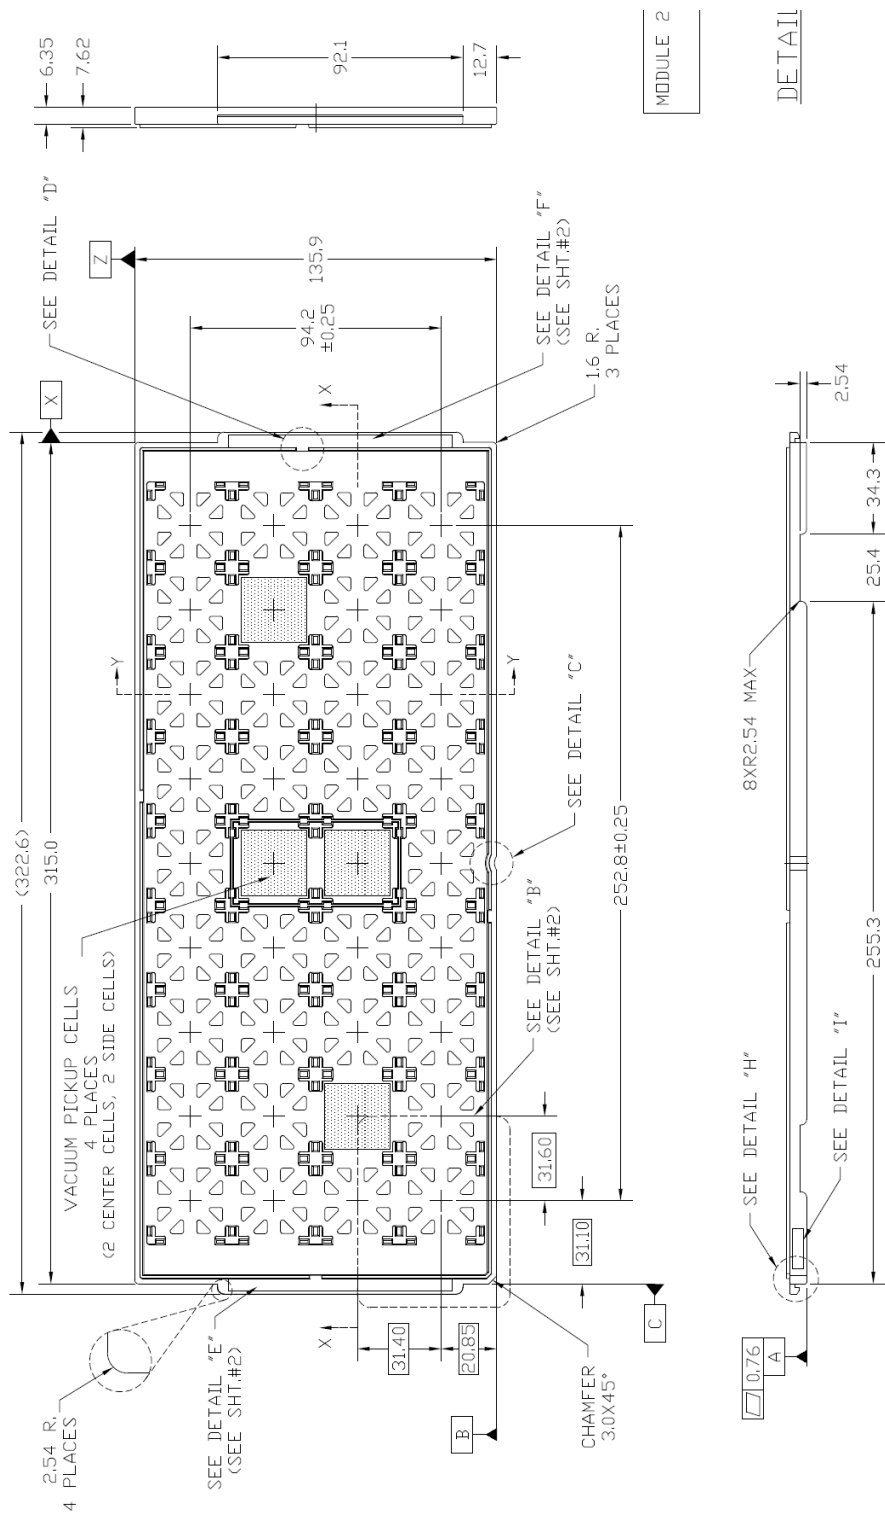 2.54 R.
4 PLACES
(322.6)
315.0
VACUUM PICKUP CELLS
4 PLACES
(2 CENTER CELLS, 2 SIDE CELLS)
X
Z
SEE DETAIL "D"
6.35
7.62
92.1
12.7
SEE DETAIL "E"
(SEE SHT.#2)
Y
Y
X
X
94.2
±0.25
135.9
SEE DETAIL "F"
(SEE SHT.#2)
1.6 R.
3 PLACES
31.40
20.85
B
CHAMFER
3.0X45°
C
31.10
31.60
252.8±0.25
SEE DETAIL "B"
(SEE SHT.#2)
SEE DETAIL "C"
MODULE 2
DETAIL
SEE DETAIL "H"
SEE DETAIL "I"
0.76
A
8XR2.54 MAX
255.3
25.4
34.3
2.54